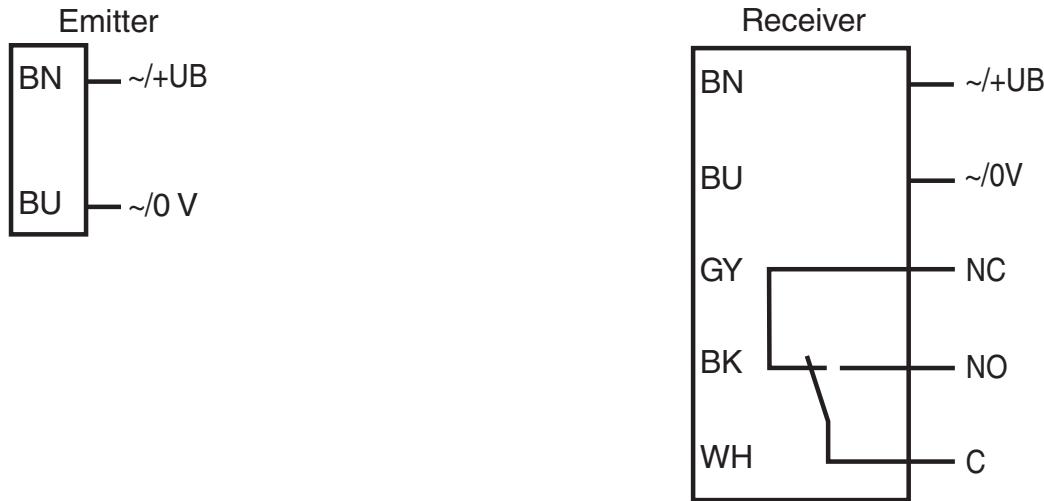 Emitter
BN ~/+UB
BU ~/0 V
Receiver
BN ~/+UB
BU ~/0V
GY NC
BK NO
WH C